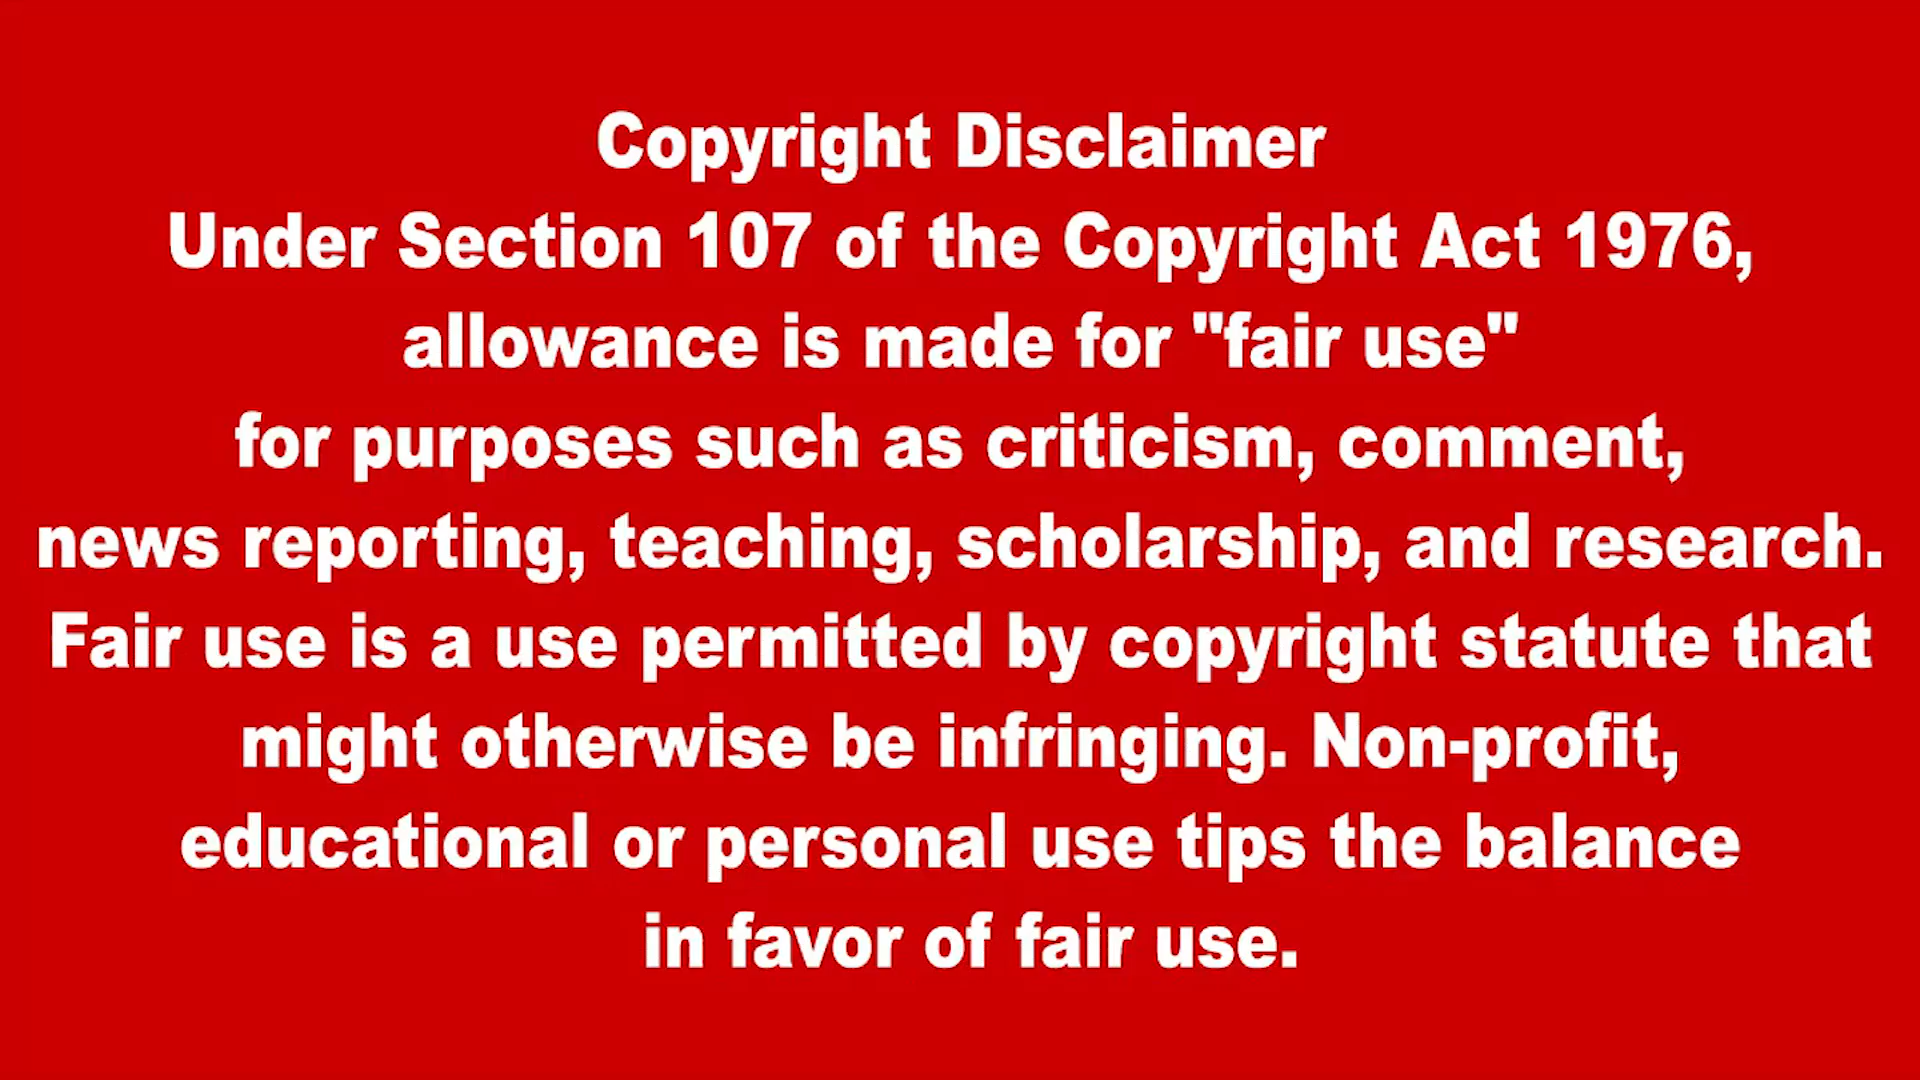 Copyright Disclaimer
Under Section 107 of the Copyright Act 1976,
allowance is made for "fair use"
for purposes such as criticism, comment,
news reporting, teaching, scholarship, and research.
Fair use is a use permitted by copyright statute that
might otherwise be infringing. Non-profit,
educational or personal use tips the balance
in favor of fair use.